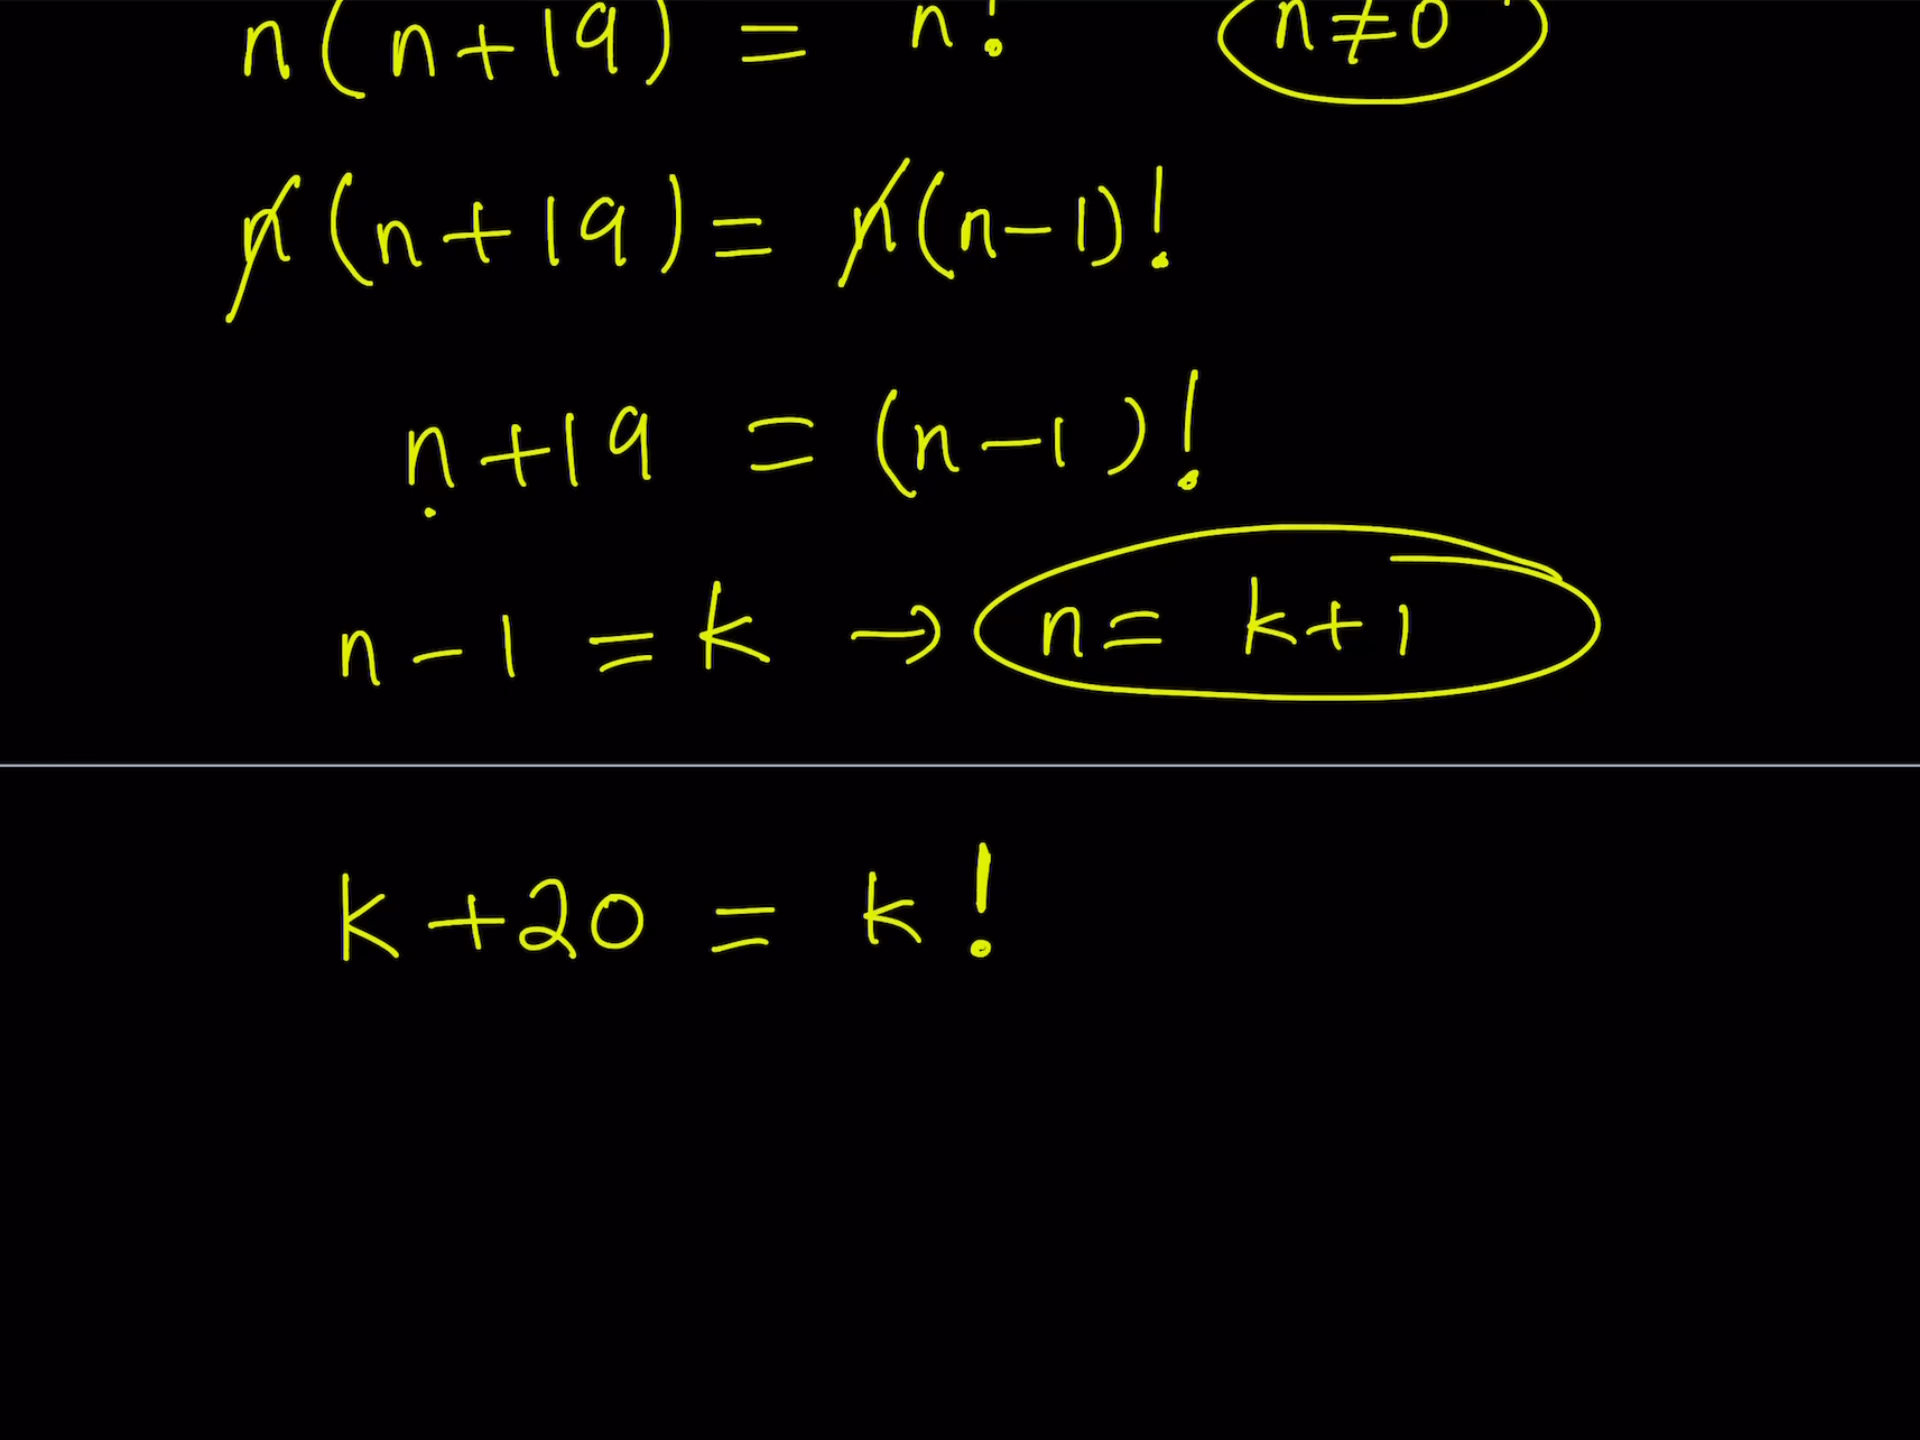 n(n+19) = n! n≠0
n(n+19) = n(n-1)!
n+19 = (n-1)!
n-1 = k → n = k+1
k+20 = k!